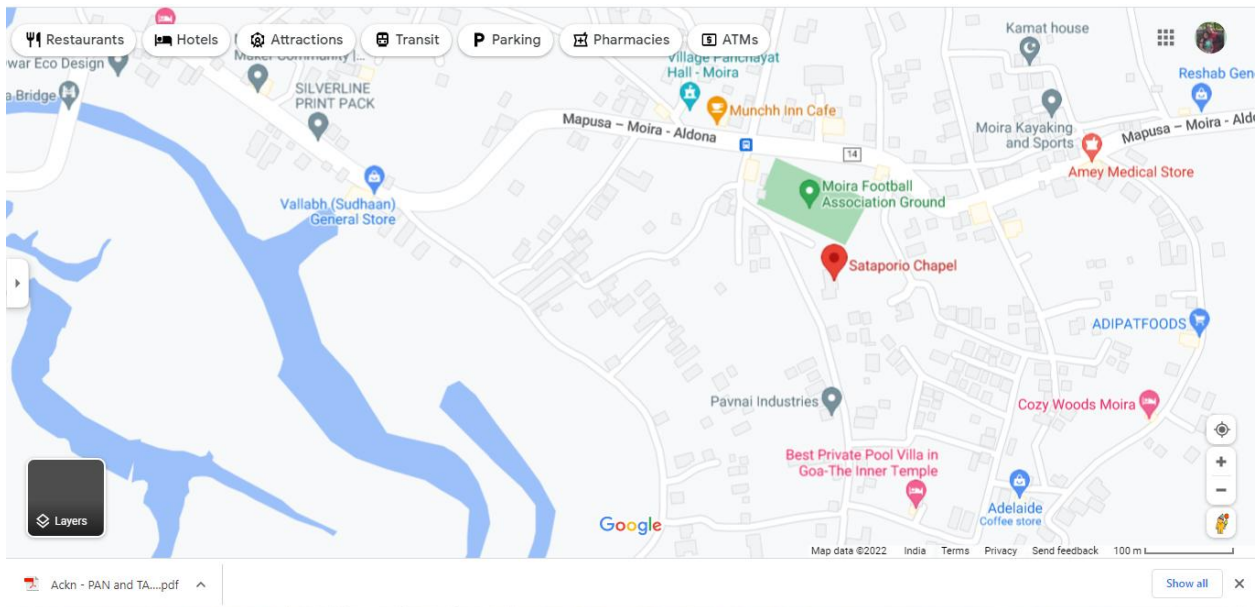 Restaurants
Hotels
Attractions
Transit
Parking
Pharmacies
ATMs
Kamat house
war Eco Design
Village Panchayat
Hall - Moira
Reshab Gen
a Bridge
SILVERLINE
PRINT PACK
Munchh Inn Cafe
Mapusa – Moira - Aldona
14
Moira Kayaking
and Sports
Mapusa – Moira - Ald
Amey Medical Store
Moira Football
Association Ground
Vallabh (Sudhaan)
General Store
Sataporio Chapel
ADIPATFOODS
Pavnai Industries
Cozy Woods Moira
Best Private Pool Villa in
Goa-The Inner Temple
Adelaide
Coffee store
Layers
Google
Map data ©2022
India
Terms
Privacy
Send feedback
100 m
Ackn - PAN and TA....pdf
Show all